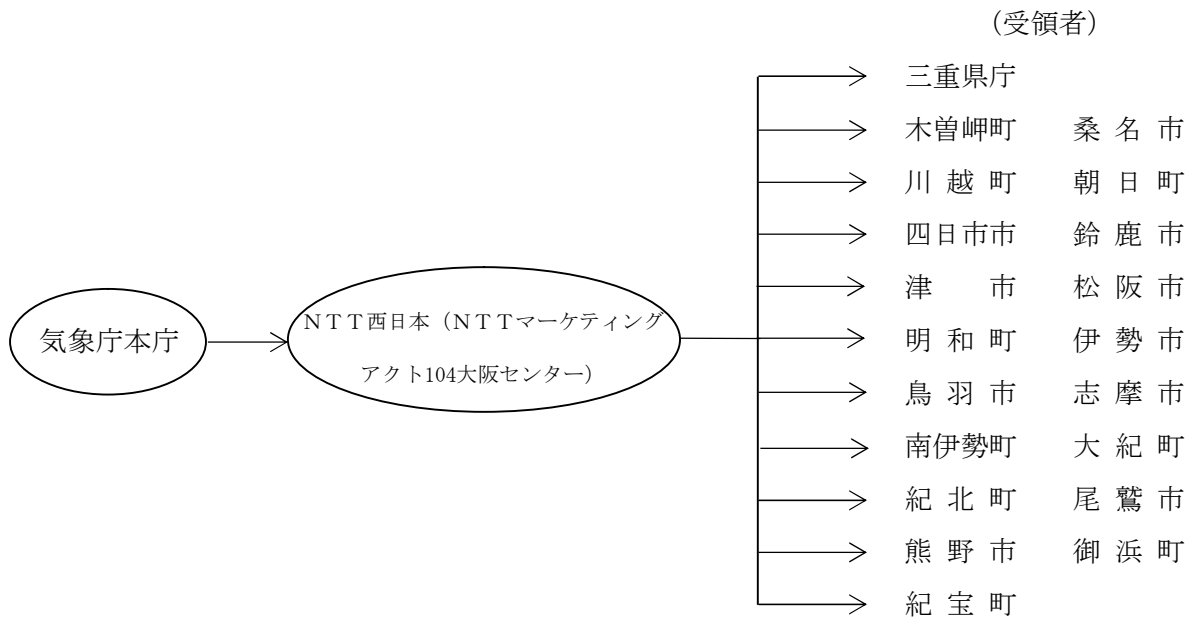 （受領者）
三重県庁
木曽岬町　桑名市
川越町　朝日町
四日市市　鈴鹿市
津市　松阪市
明和町　伊勢市
鳥羽市　志摩市
南伊勢町　大紀町
紀北町　尾鷲市
熊野市　御浜町
紀宝町
気象庁本庁
ＮＴＴ西日本（ＮＴＴマーケティング
アクト104大阪センター）